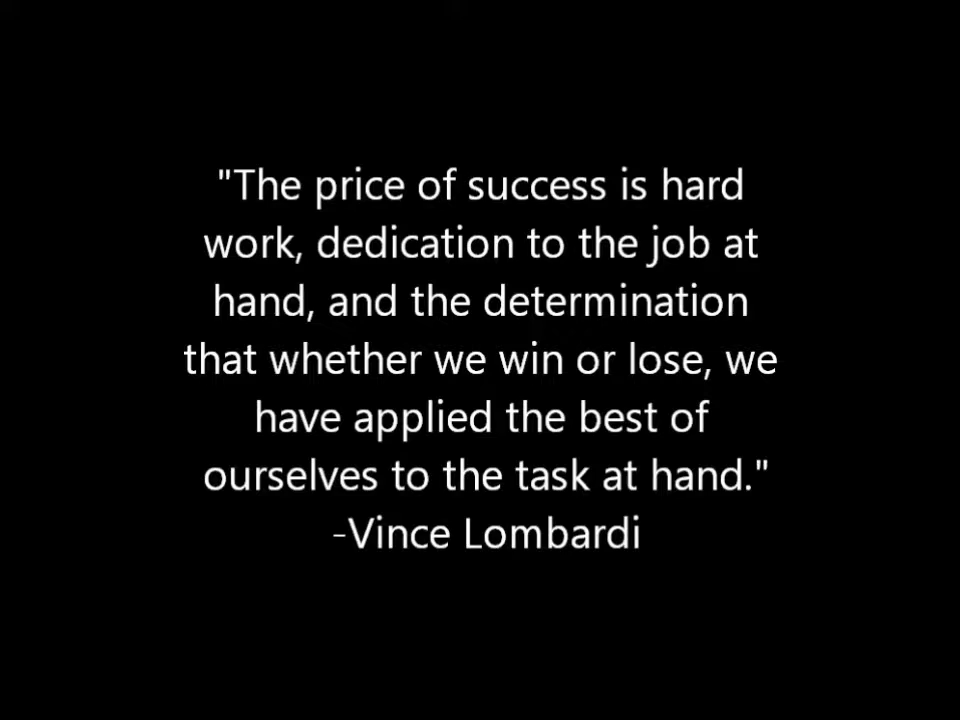 "The price of success is hard
work, dedication to the job at
hand, and the determination
that whether we win or lose, we
have applied the best of
ourselves to the task at hand."
-Vince Lombardi